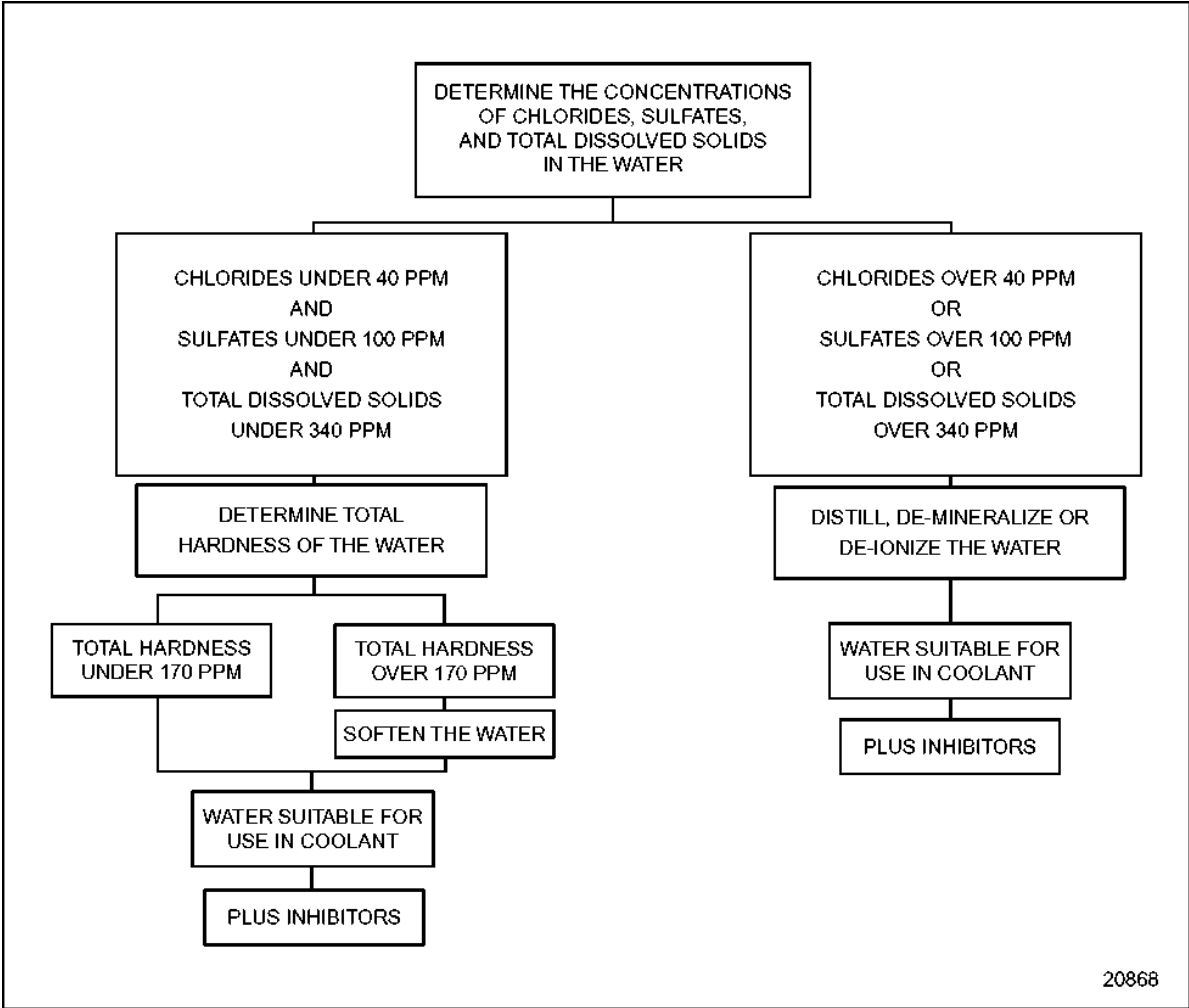 DETERMINE THE CONCENTRATIONS
OF CHLORIDES, SULFATES,
AND TOTAL DISSOLVED SOLIDS
IN THE WATER
CHLORIDES UNDER 40 PPM
AND
SULFATES UNDER 100 PPM
AND
TOTAL DISSOLVED SOLIDS
UNDER 340 PPM
CHLORIDES OVER 40 PPM
OR
SULFATES OVER 100 PPM
OR
TOTAL DISSOLVED SOLIDS
OVER 340 PPM
DETERMINE TOTAL
HARDNESS OF THE WATER
DISTILL, DE-MINERALIZE OR
DE-IONIZE THE WATER
TOTAL HARDNESS
UNDER 170 PPM
TOTAL HARDNESS
OVER 170 PPM
SOFTEN THE WATER
WATER SUITABLE FOR
USE IN COOLANT
PLUS INHIBITORS
WATER SUITABLE FOR
USE IN COOLANT
PLUS INHIBITORS
20868